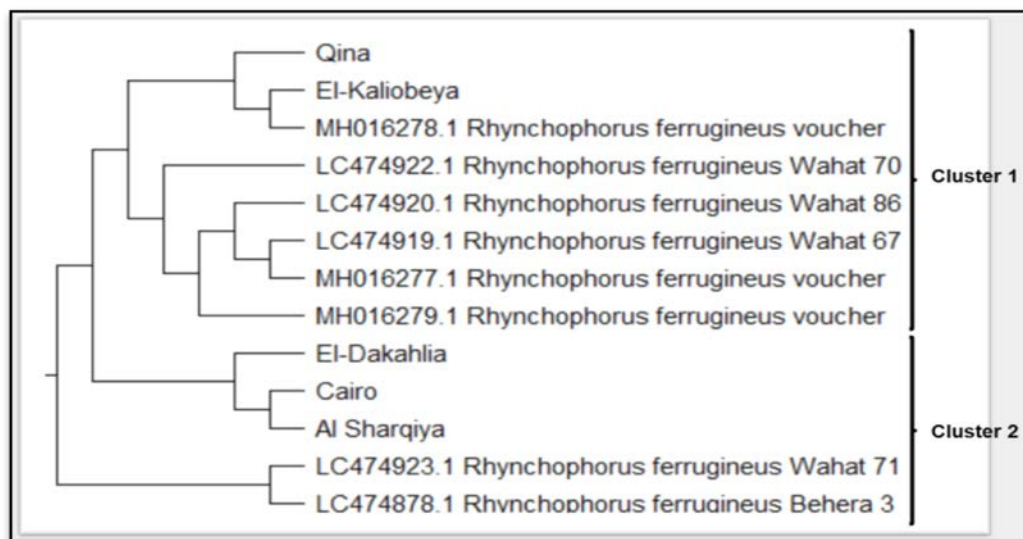 Qina
El-Kaliobeya
MH016278.1 Rhynchophorus ferrugineus voucher
LC474922.1 Rhynchophorus ferrugineus Wahat 70
Cluster 1
LC474920.1 Rhynchophorus ferrugineus Wahat 86
LC474919.1 Rhynchophorus ferrugineus Wahat 67
MH016277.1 Rhynchophorus ferrugineus voucher
MH016279.1 Rhynchophorus ferrugineus voucher
El-Dakahlia
Cairo
Al Sharqiya
Cluster 2
LC474923.1 Rhynchophorus ferrugineus Wahat 71
LC474878.1 Rhynchophorus ferrugineus Behera 3